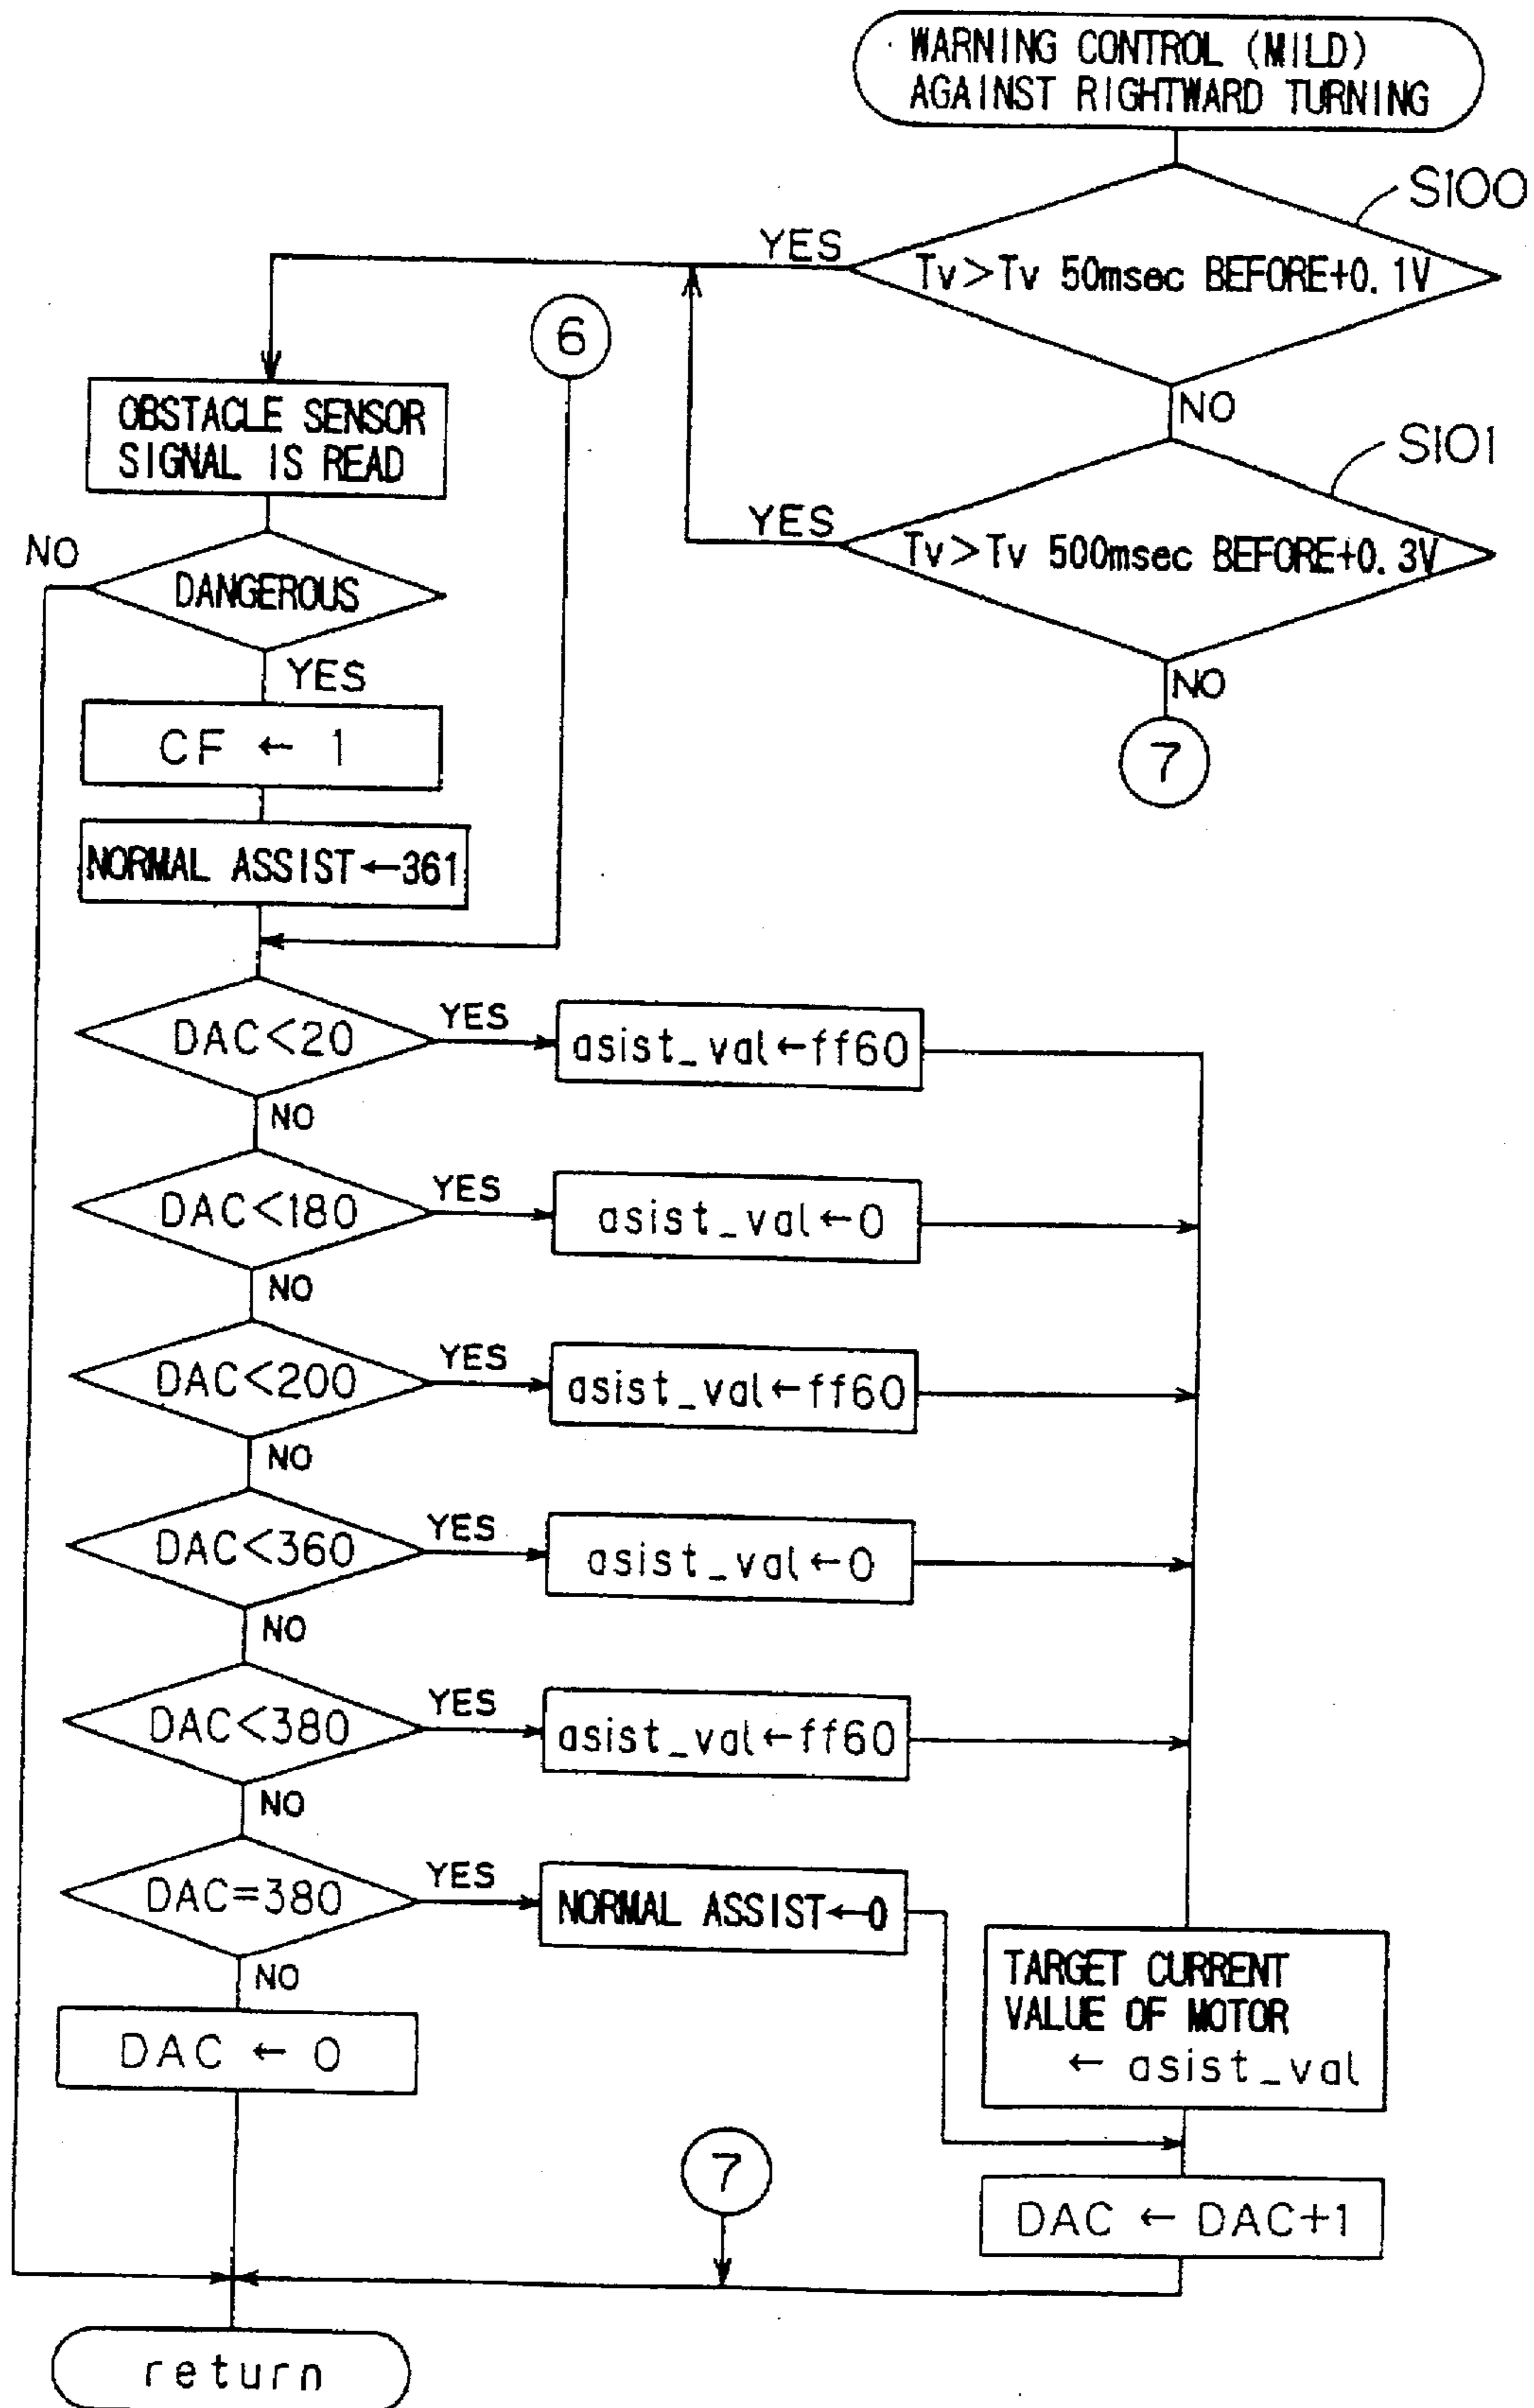 WARNING CONTROL (MILD)
AGAINST RIGHTWARD TURNING
S100
YES
Tv>Tv 50msec BEFORE+0.1V
6
NO
OBSTACLE SENSOR
SIGNAL IS READ
S101
YES
Tv>Tv 500msec BEFORE+0.3V
NO
DANGEROUS
NO
7
YES
CF ← 1
NORMAL ASSIST←361
DAC<20
YES
asist_val←ff60
NO
DAC<180
YES
asist_val←0
NO
DAC<200
YES
asist_val←ff60
NO
DAC<360
YES
asist_val←0
NO
DAC<380
YES
asist_val←ff60
NO
DAC=380
YES
NORMAL ASSIST←0
NO
TARGET CURRENT
VALUE OF MOTOR
← asist_val
DAC ← 0
7
DAC ← DAC+1
return